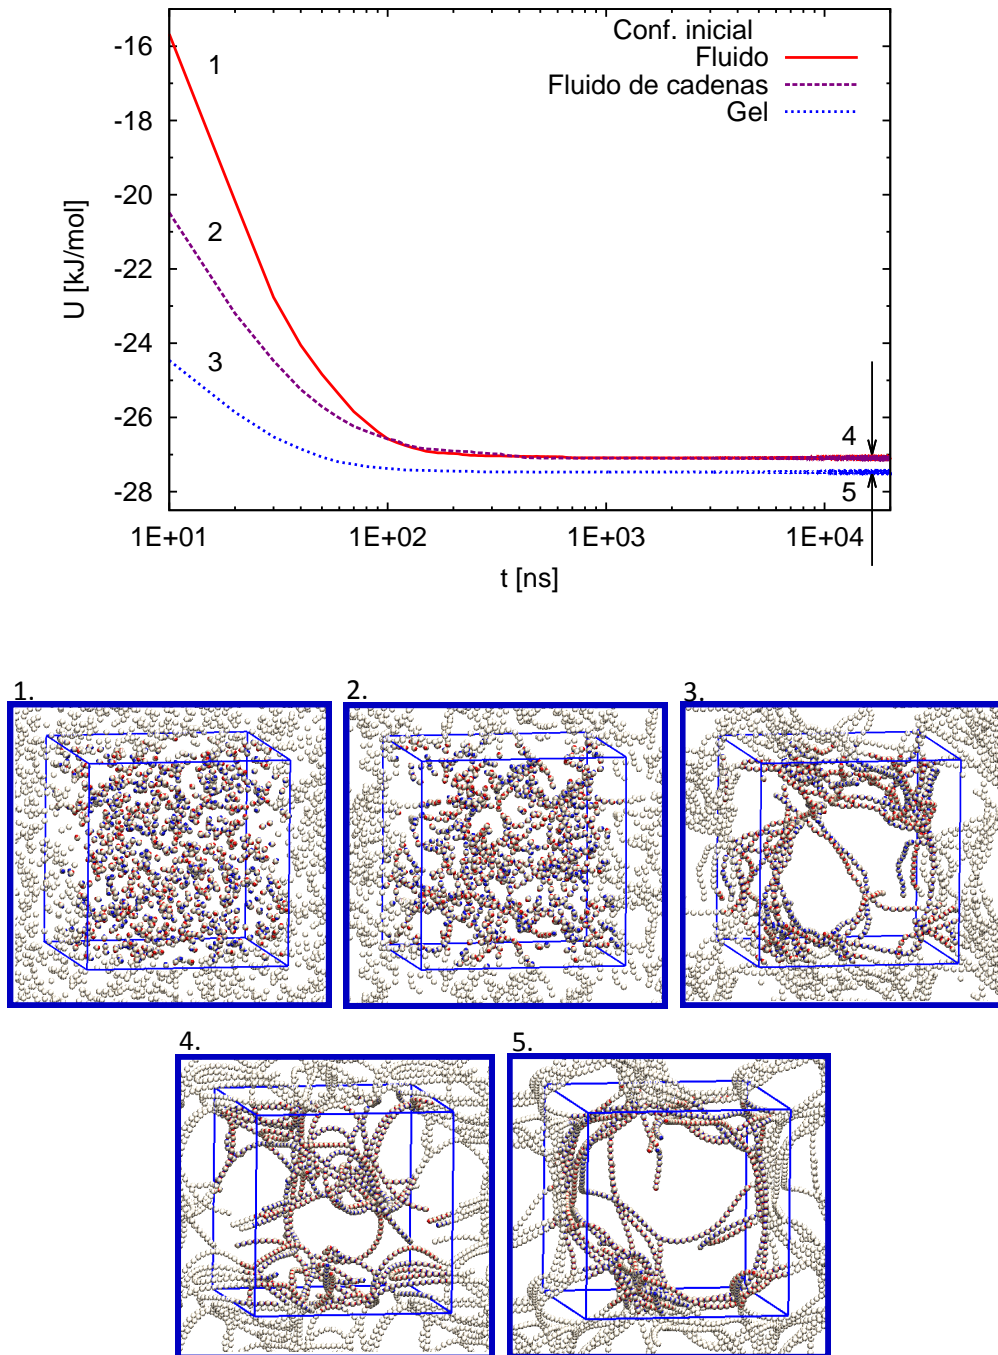 Conf. inicial
Fluido
Fluido de cadenas
Gel
U [kJ/mol]
-16
-18
-20
-22
-24
-26
-28
1
2
3
4
5
1E+01
1E+02
1E+03
1E+04
t [ns]
1.
2.
3.
4.
5.